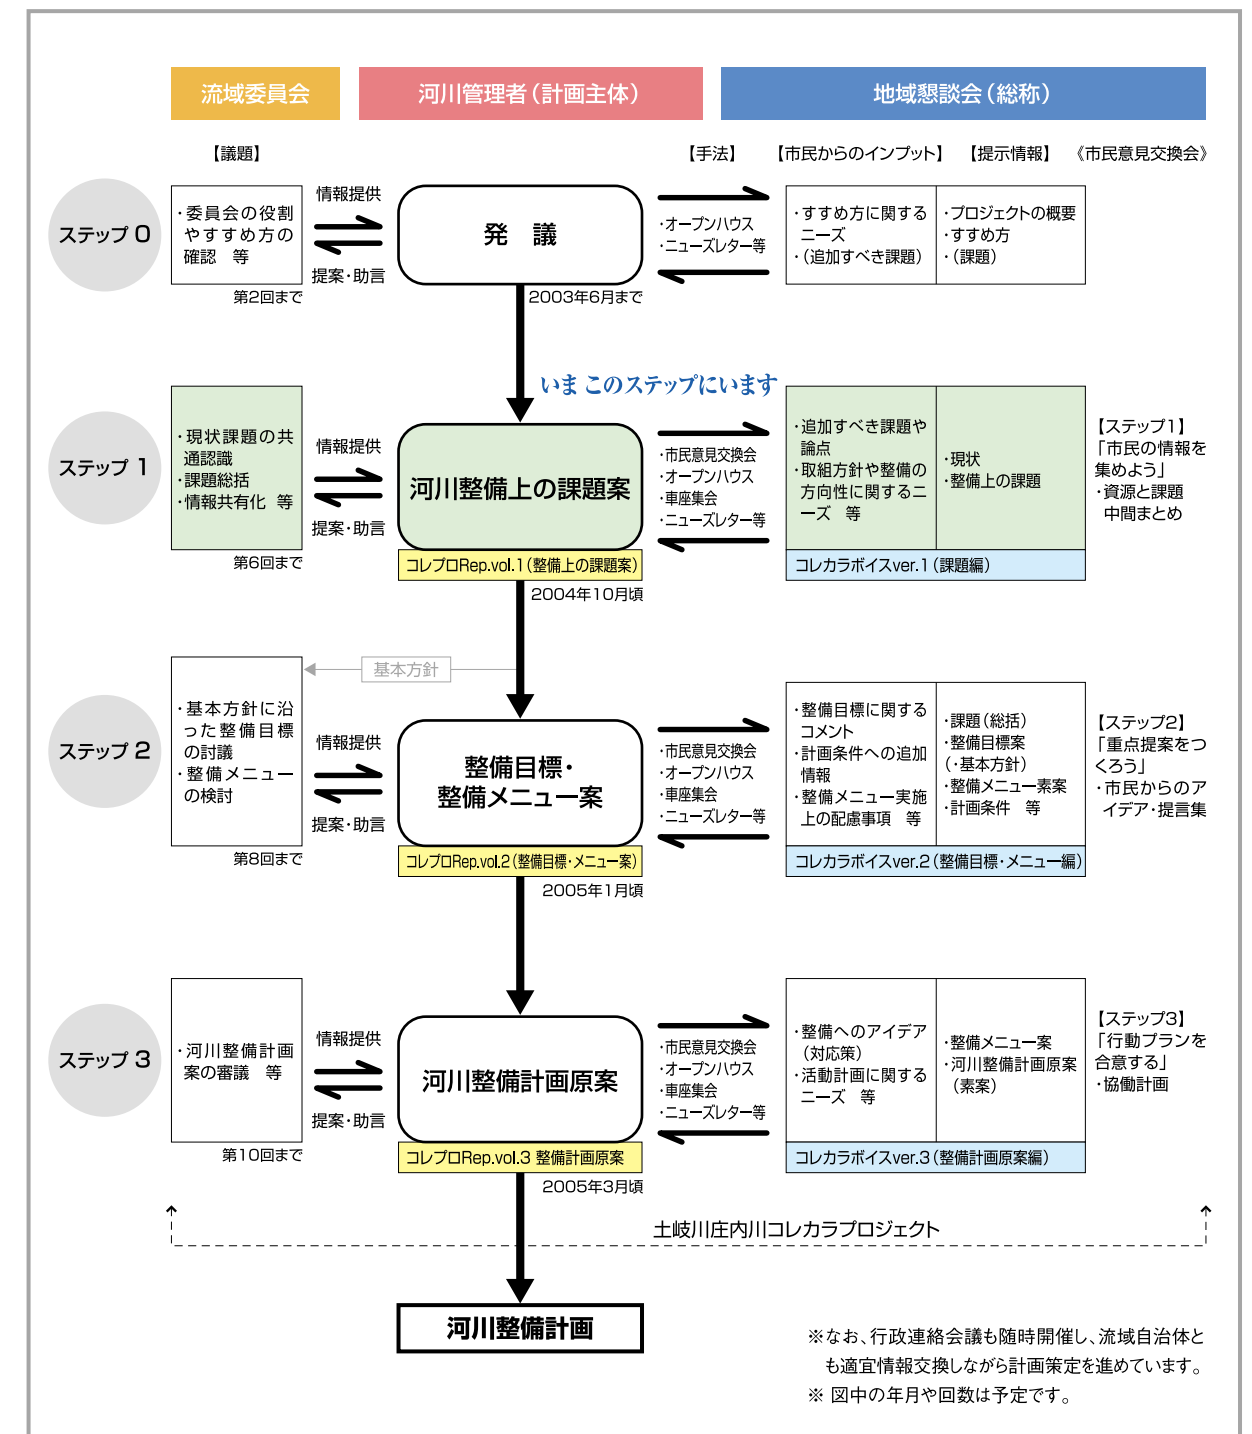 流域委員会
河川管理者（計画主体）
地域懇談会（総称）
【議題】
【手法】
【市民からのインプット】
【提示情報】
《市民意見交換会》
ステップ 0
・委員会の役割
やすすめ方の
確認　等
第2回まで
情報提供
提案・助言
発　議
2003年6月まで
・オープンハウス
・ニューズレター等
・すすめ方に関する
ニーズ
・（追加すべき課題）
・プロジェクトの概要
・すすめ方
・（課題）
いま このステップにいます
ステップ 1
・現状課題の共
通認識
・課題総括
・情報共有化　等
第6回まで
情報提供
提案・助言
河川整備上の課題案
コレプロRep.vol.1（整備上の課題案）
2004年10月頃
・市民意見交換会
・オープンハウス
・車座集会
・ニューズレター等
・追加すべき課題や
論点
・取組方針や整備の
方向性に関するニ
ーズ　等
・現状
・整備上の課題
コレカラボイスver.1（課題編）
【ステップ1】
「市民の情報を
集めよう」
・資源と課題
中間まとめ
基本方針
ステップ 2
・基本方針に沿
った整備目標
の討議
・整備メニュー
の検討
第8回まで
情報提供
提案・助言
整備目標・
整備メニュー案
コレプロRep.vol.2（整備目標・メニュー案）
2005年1月頃
・市民意見交換会
・オープンハウス
・車座集会
・ニューズレター等
・整備目標に関する
コメント
・計画条件への追加
情報
・整備メニュー実施
上の配慮事項　等
・課題（総括）
・整備目標案
（・基本方針）
・整備メニュー素案
・計画条件　等
コレカラボイスver.2（整備目標・メニュー編）
【ステップ2】
「重点提案をつ
くろう」
・市民からのア
イデア・提言集
ステップ 3
・河川整備計画
案の審議　等
第10回まで
情報提供
提案・助言
河川整備計画原案
コレプロRep.vol.3 整備計画原案
2005年3月頃
・市民意見交換会
・オープンハウス
・車座集会
・ニューズレター等
・整備へのアイデア
（対応策）
・活動計画に関する
ニーズ　等
・整備メニュー案
・河川整備計画原案
（素案）
コレカラボイスver.3（整備計画原案編）
【ステップ3】
「行動プランを
合意する」
・協働計画
土岐川庄内川コレカラプロジェクト
河川整備計画
※なお、行政連絡会議も随時開催し、流域自治体と
も適宜情報交換しながら計画策定を進めています。
※ 図中の年月や回数は予定です。